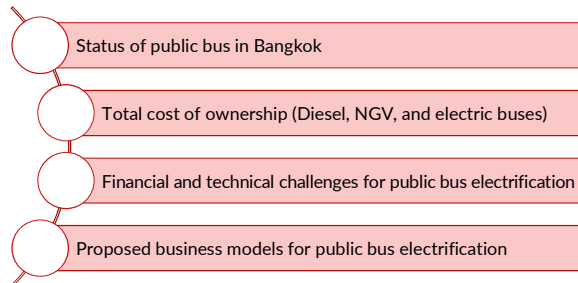 Status of public bus in Bangkok
Total cost of ownership (Diesel, NGV, and electric buses)
Financial and technical challenges for public bus electrification
Proposed business models for public bus electrification